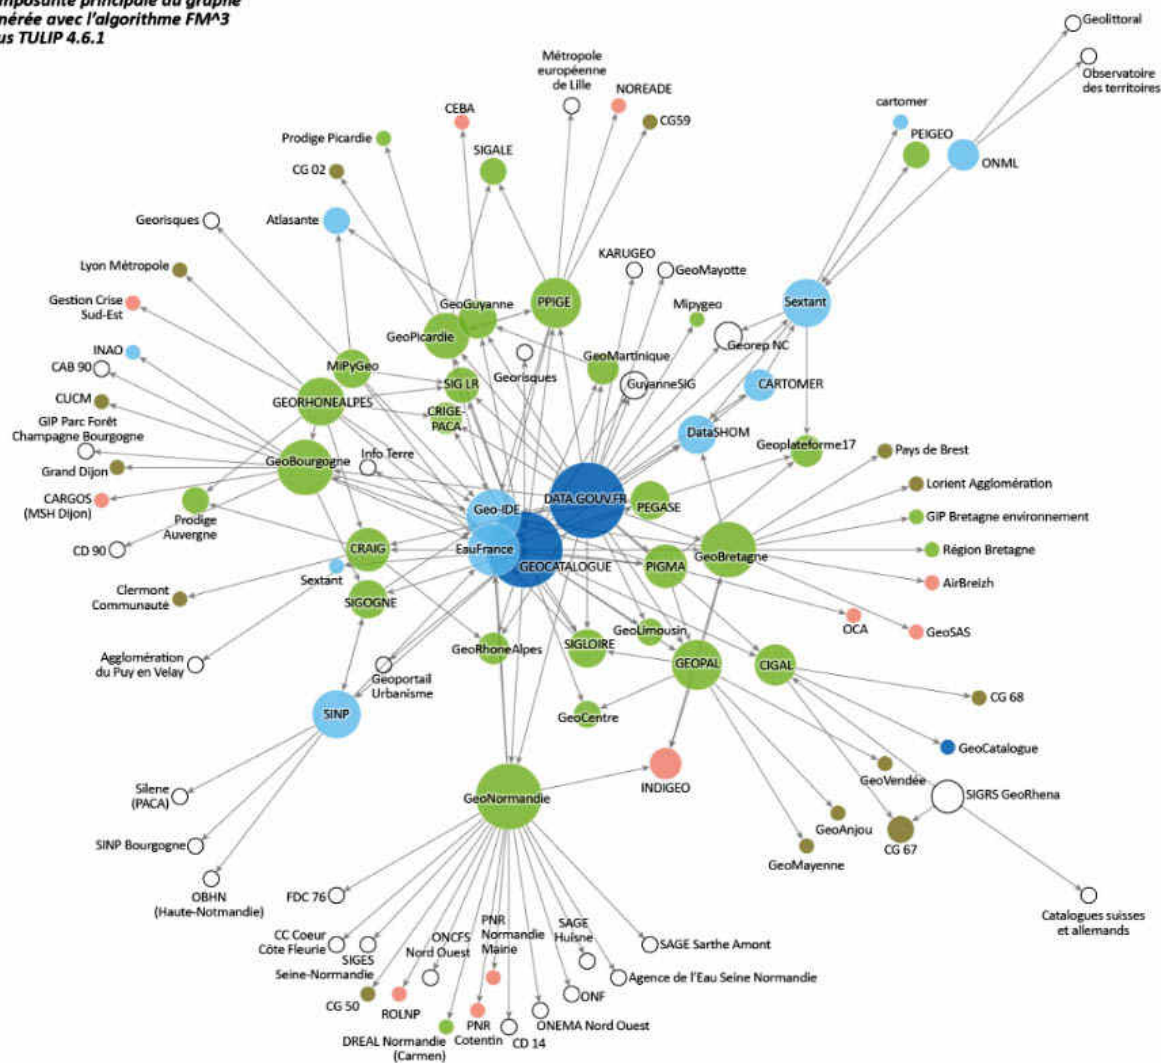 mposante principale du graphe
nérée avec l'algorithme FM^3
us TULIP 4.6.1
Geolittoral
Observatoire
des territoires
Métropole
européenne
de Lille
NOREADE
CEBA
CG59
cartomer
PEIGEO
ONML
Prodige Picardie
SIGALE
CG 02
Georisques
Atlasante
KARUGEO
GeoMayotte
Lyon Métropole
Gestion Crise
Sud-Est
GeoGuyanne
PPIGE
Mipygeo
Sextant
GeoPicardie
Georep NC
INAO
CAB 90
MiPyGeo
Georisques
GeoMartinique
GuyanneSIG
CARTOMER
SIG LR
CUCM
GEORHONEALPES
CRIGE-
PACA
GIP Parc Forêt
Champagne Bourgogne
DataSHOM
Geoplateforme17
Pays de Brest
Info Terre
GeoBourgogne
Grand Dijon
Lorient Agglomération
CARGOS
(MSH Dijon)
Prodige
Auvergne
Geo-IDE
DATA.GOUV.FR
PEGASE
GIP Bretagne environnement
CD 90
CRAIG
EauFrance
GEOCATALOGUE
PIGMA
GeoBretagne
Région Bretagne
Sextant
AirBreizh
Clermont
Communauté
SIGOGNE
OCA
GeoSAS
GeoLimousin
SIGLOIRE
GeoRhoneAlpes
Agglomération
du Puy en Velay
Geoportail
Urbanisme
GEOPAL
CIGAL
CG 68
SINP
GeoCentre
GeoCatalogue
INDIGEO
GeoVendée
SIGRS GeoRhena
Silene
(PACA)
GeoNormandie
GeoAnjou
CG 67
SINP Bourgogne
GeoMayenne
OBHN
(Haute-Notmandie)
FDC 76
Catalogues suisses
et allemands
CC Coeur
Côte Fleurie
SIGES
Seine-Normandie
ONCFS
Nord Ouest
PNR
Normandie
Maine
SAGE
Huisne
SAGE Sarthe Amont
Agence de l'Eau Seine Normandie
ONF
CG 50
ROLNP
DREAL Normandie
(Carmen)
PNR
Cotentin
CD 14
ONEMA Nord Ouest